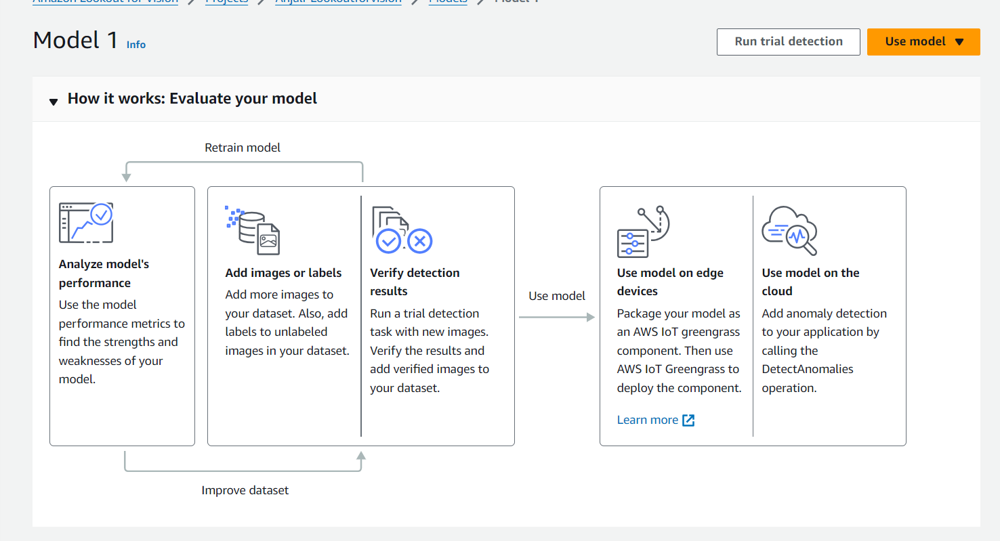 Amazon Lookout for Vision > Projects > Anjali-Lookoutforvision > Models > Model 1
Model 1 Info
Run trial detection
Use model
How it works: Evaluate your model
Retrain model
Analyze model's
performance
Use the model
performance metrics to
find the strengths and
weaknesses of your
model.
Add images or labels
Add more images to
your dataset. Also, add
labels to unlabeled
images in your dataset.
Verify detection
results
Run a trial detection
task with new images.
Verify the results and
add verified images to
your dataset.
Use model
Use model on edge
devices
Package your model as
an AWS IoT greengrass
component. Then use
AWS IoT Greengrass to
deploy the component.
Learn more
Use model on the
cloud
Add anomaly detection
to your application by
calling the
DetectAnomalies
operation.
Improve dataset